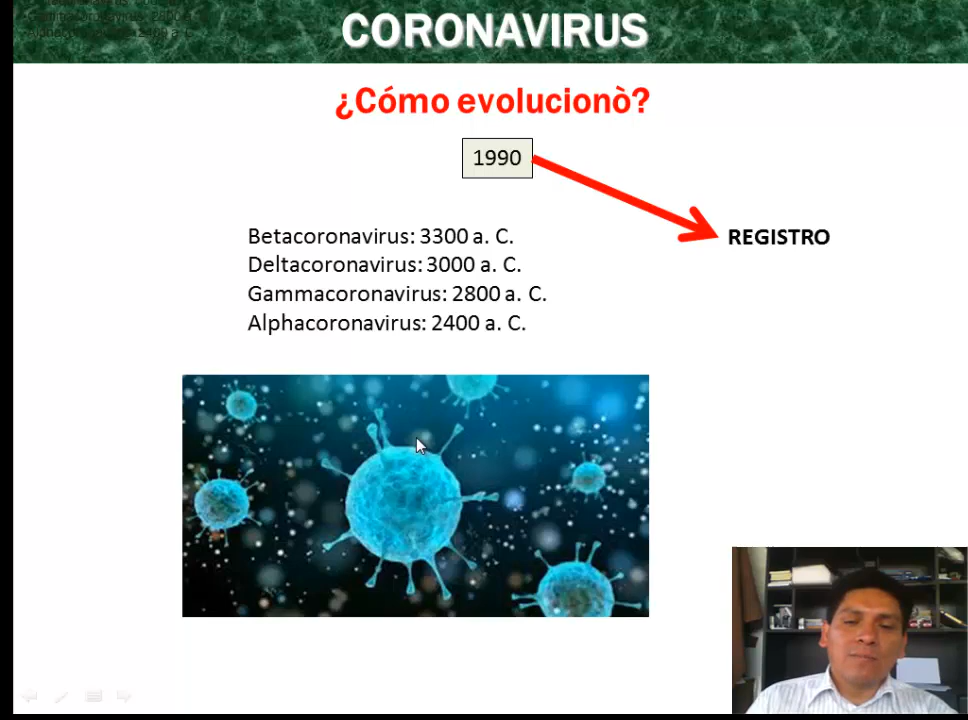 CORONAVIRUS
¿Cómo evolucionò?
1990
REGISTRO
Betacoronavirus: 3300 a. C.
Deltacoronavirus: 3000 a. C.
Gammacoronavirus: 2800 a. C.
Alphacoronavirus: 2400 a. C.